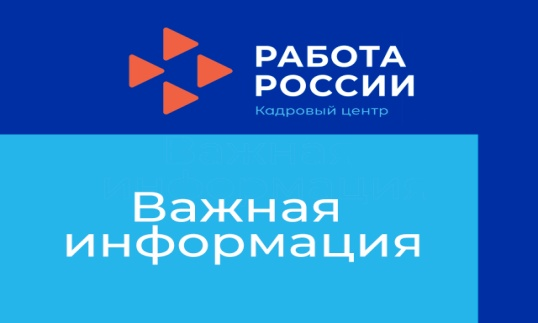 РАБОТА
РОССИИ
Кадровый центр
Важная
информация